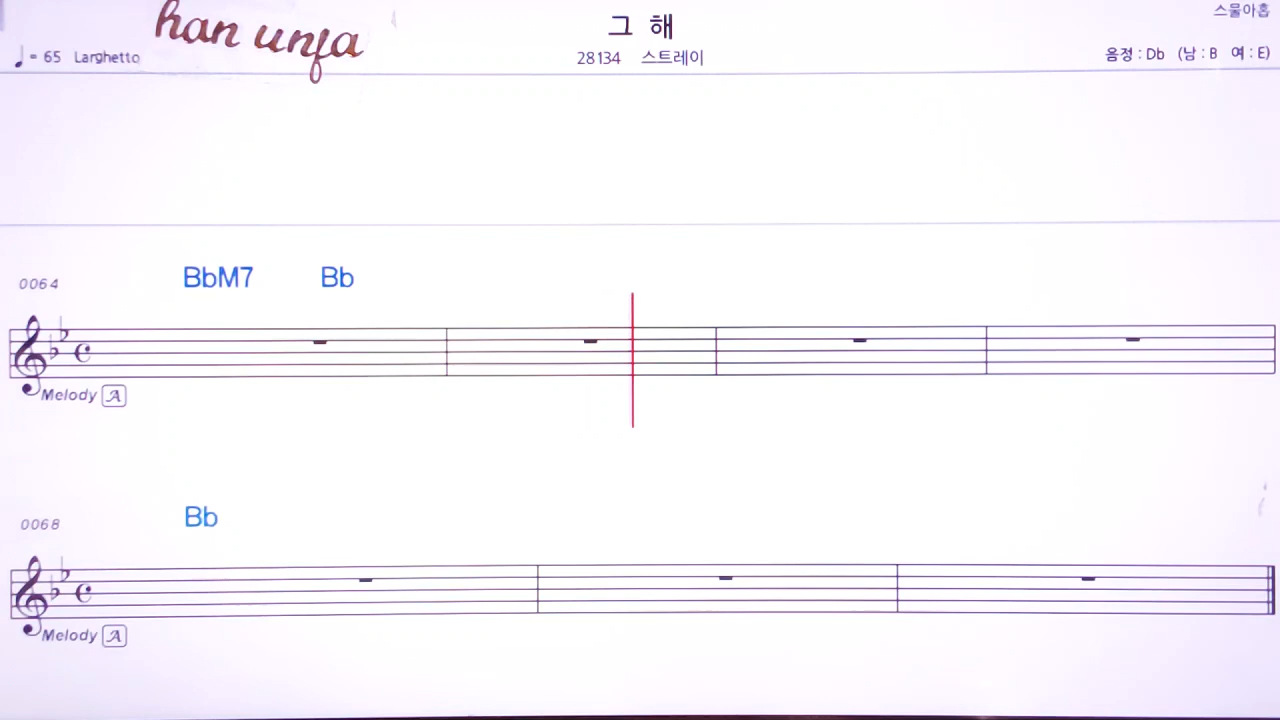 han unfa
그 해
스물아홉
♩= 65 Larghetto
28134 스트레이
음정 : Db (남 : B 여 : E)
0064
BbM7 Bb
Melody A
0068
Bb
Melody A